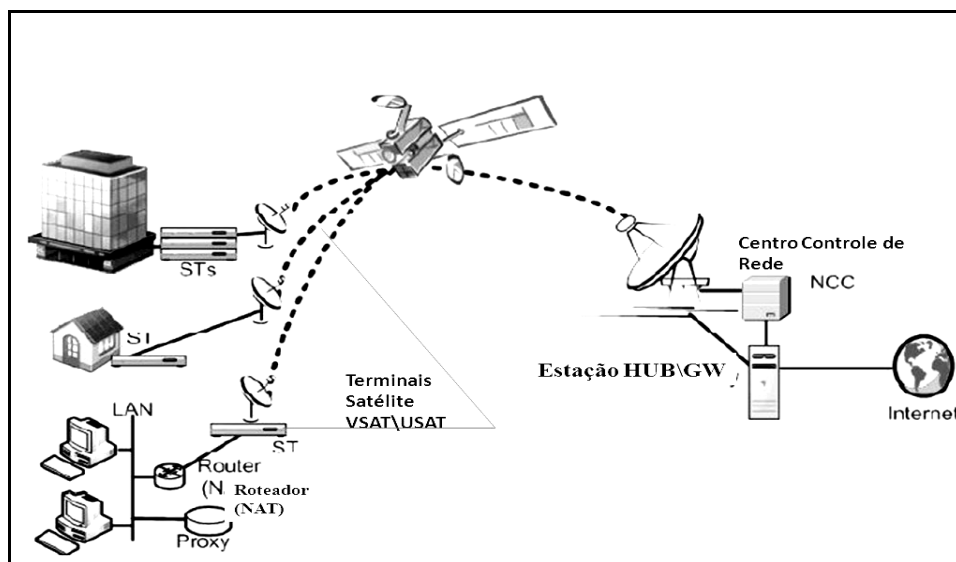 STs
ST
Terminais
Satélite
VSAT\USAT
ST
LAN
Router
(N
Roteador
(NAT)
Proxy
Centro Controle de
Rede
NCC
Estação HUB\GW
Internet